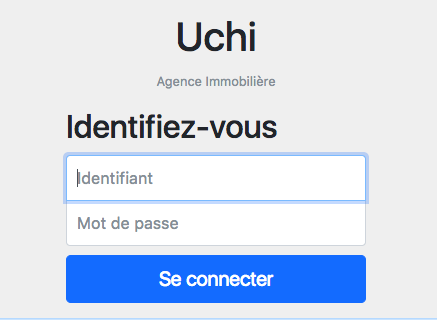 Uchi
Agence Immobilière
Identifiez-vous
Identifiant
Mot de passe
Se connecter